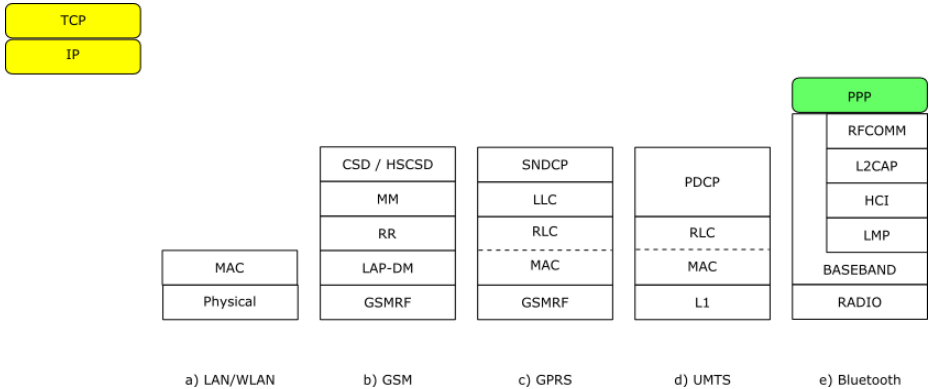 TCP
IP
MAC
Physical
a) LAN/WLAN
CSD / HSCSD
MM
RR
LAP-DM
GSMRF
b) GSM
SNDCP
LLC
RLC
MAC
GSMRF
c) GPRS
PDCP
RLC
MAC
L1
d) UMTS
PPP
RFCOMM
L2CAP
HCI
LMP
BASEBAND
RADIO
e) Bluetooth